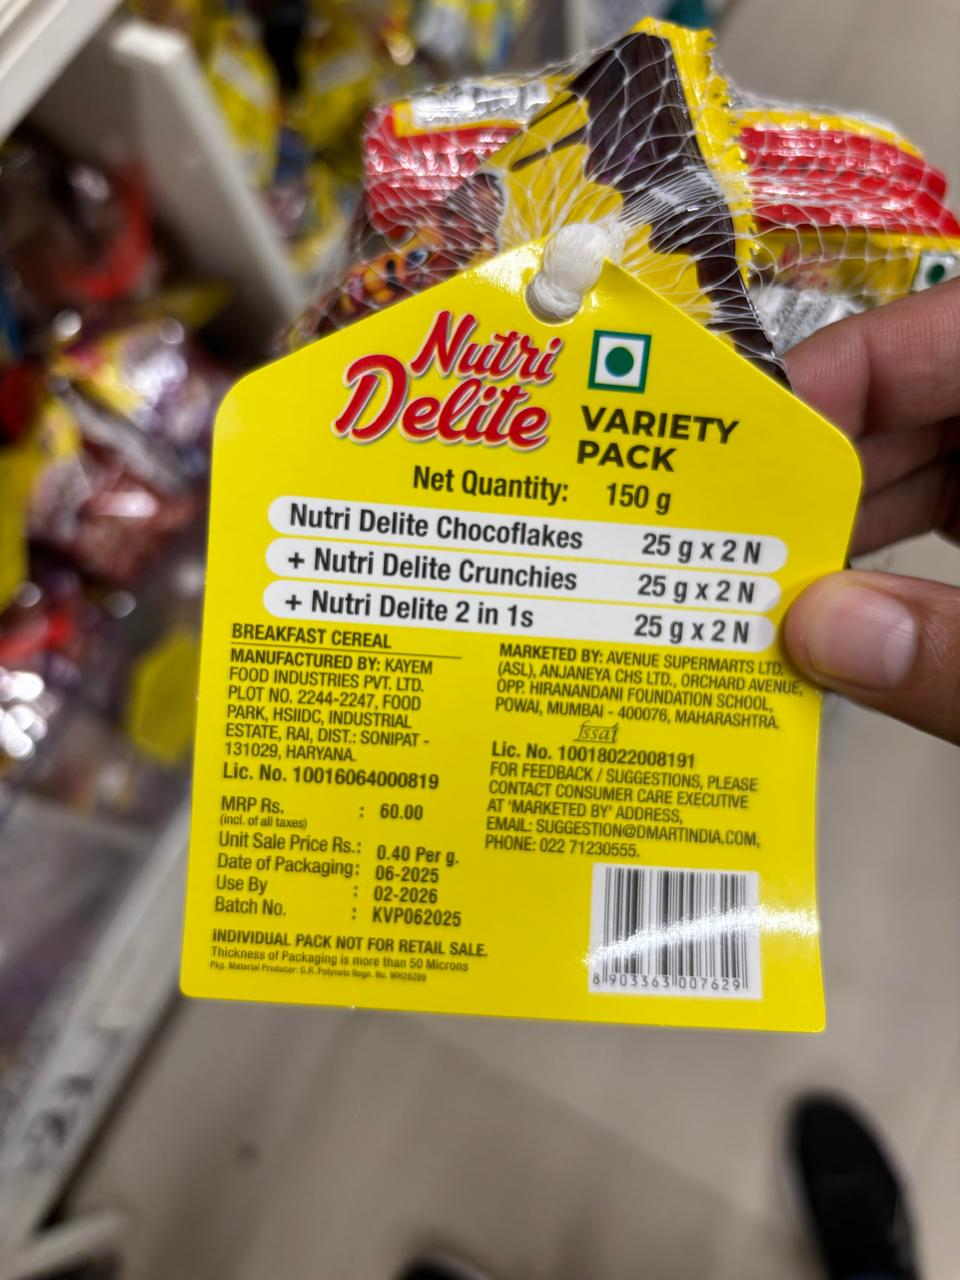 Nutri
Delite
VARIETY
PACK
Net Quantity: 150 g
Nutri Delite Chocoflakes 25 g x 2 N
+ Nutri Delite Crunchies 25 g x 2 N
+ Nutri Delite 2 in 1s 25 g x 2 N
BREAKFAST CEREAL
MANUFACTURED BY: KAYEM
FOOD INDUSTRIES PVT. LTD.
PLOT NO. 2244-2247, FOOD
PARK, HSIIDC, INDUSTRIAL
ESTATE, RAI, DIST.: SONIPAT -
131029, HARYANA.
Lic. No. 10016064000819
MRP Rs. : 60.00
(incl. of all taxes)
Unit Sale Price Rs.: 0.40 Per g.
Date of Packaging: 06-2025
Use By : 02-2026
Batch No. : KVP062025
INDIVIDUAL PACK NOT FOR RETAIL SALE.
Thickness of Packaging is more than 50 Microns
Pkg. Material Producer: G.R. Polynets Regn. No. WH28209
MARKETED BY: AVENUE SUPERMARTS LTD.
(ASL), ANJANEYA CHS LTD., ORCHARD AVENUE,
OPP. HIRANANDANI FOUNDATION SCHOOL,
POWAI, MUMBAI - 400076, MAHARASHTRA.
fssai
Lic. No. 10018022008191
FOR FEEDBACK / SUGGESTIONS, PLEASE
CONTACT CONSUMER CARE EXECUTIVE
AT 'MARKETED BY' ADDRESS,
EMAIL: SUGGESTION@DMARTINDIA.COM,
PHONE: 022 71230555.
8 903363 007629